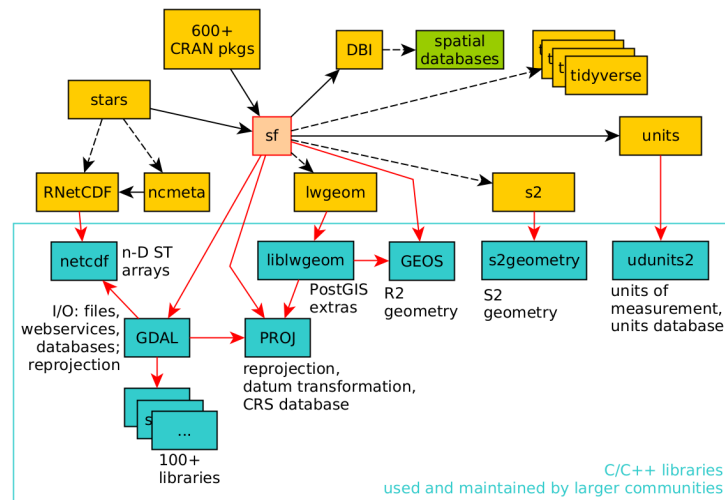 600+
CRAN pkgs
DBI
spatial
databases
t
t
t
tidyverse
stars
sf
units
RNetCDF
ncmeta
lwgeom
s2
netcdf
n-D ST
arrays
liblwgeom
GEOS
s2geometry
udunits2
PostGIS
extras
R2
geometry
S2
geometry
units of
measurement,
units database
I/O: files,
webservices,
databases;
reprojection
GDAL
PROJ
reprojection,
datum transformation,
CRS database
s
...
100+
libraries
C/C++ libraries
used and maintained by larger communities